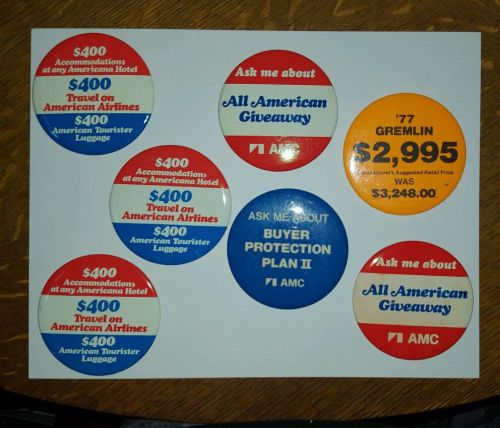 $400
Accommodations
at any Americana Hotel
$400
Travel on
American Airlines
$400
American Tourister
Luggage
Ask me about
All American
Giveaway
AMC
'77
GREMLIN
$2,995
Manufacturer's Suggested Retail Price
WAS
$3,248.00
$400
Accommodations
at any Americana Hotel
$400
Travel on
American Airlines
$400
American Tourister
Luggage
ASK ME ABOUT
BUYER
PROTECTION
PLAN II
AMC
$400
Accommodations
at any Americana Hotel
$400
Travel on
American Airlines
$400
American Tourister
Luggage
Ask me about
All American
Giveaway
AMC